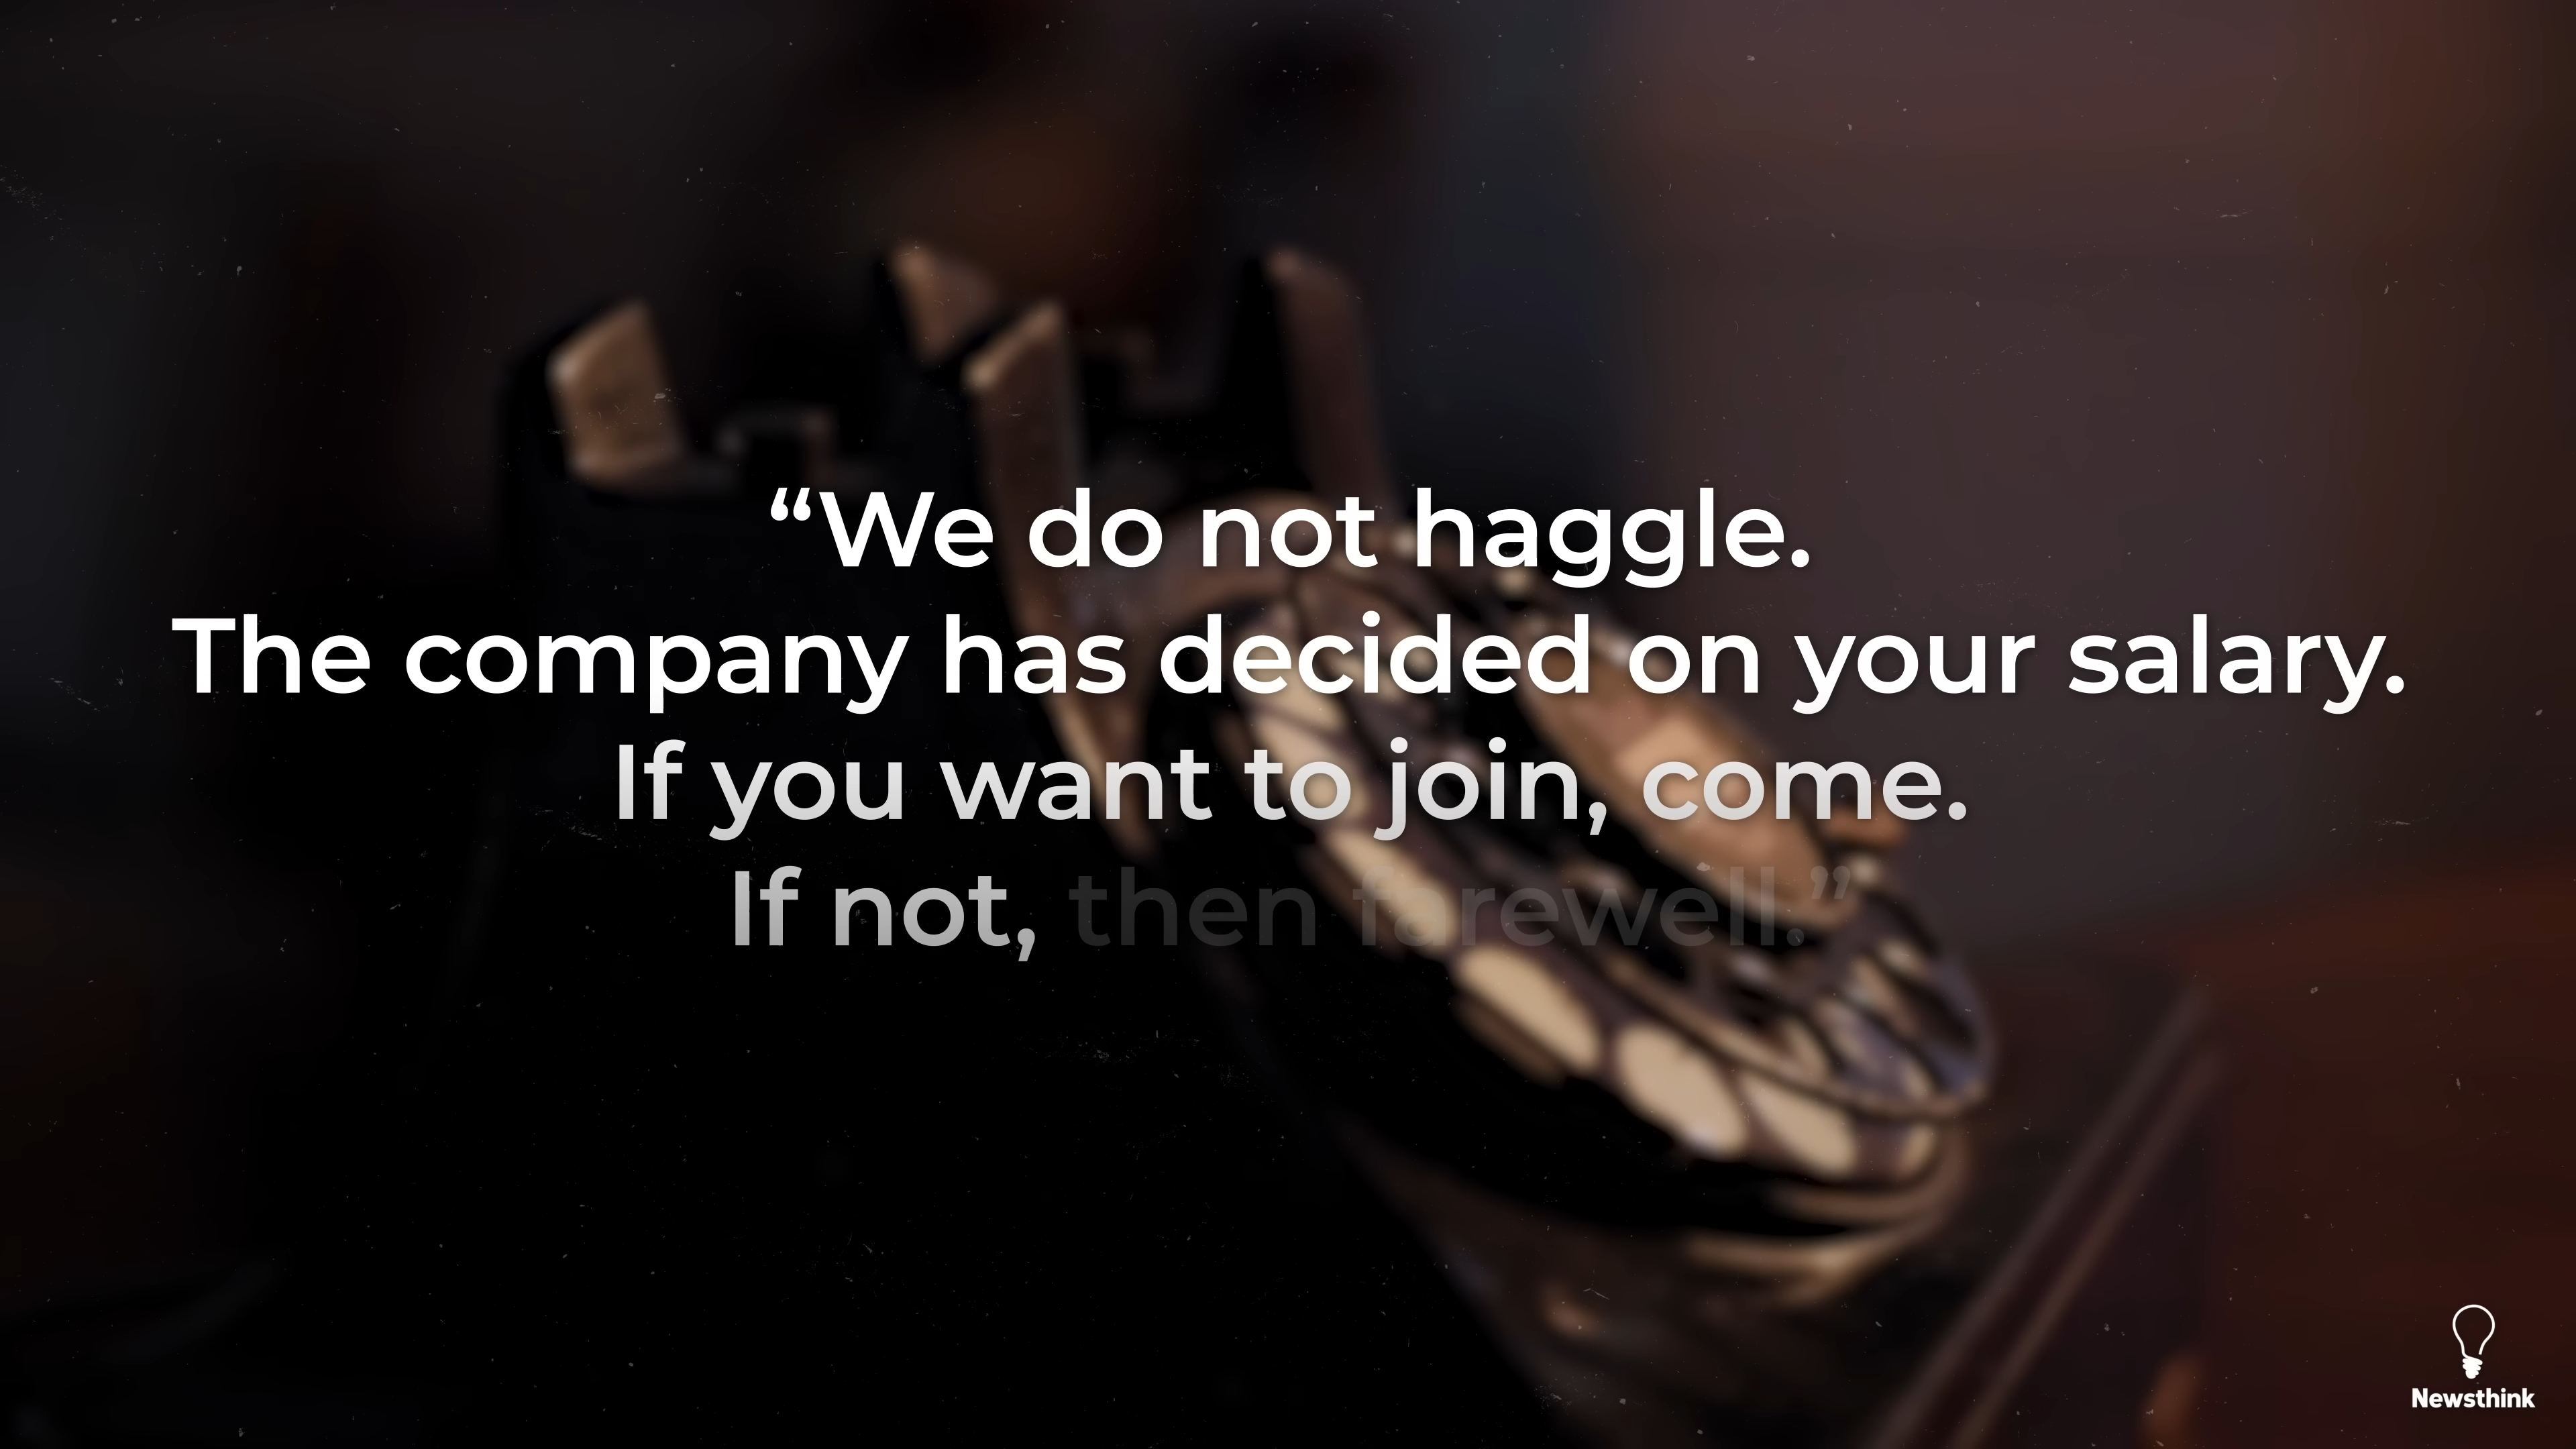 “We do not haggle.
The company has decided on your salary.
If you want to join, come.
If not, then farewell.”
Newsthink